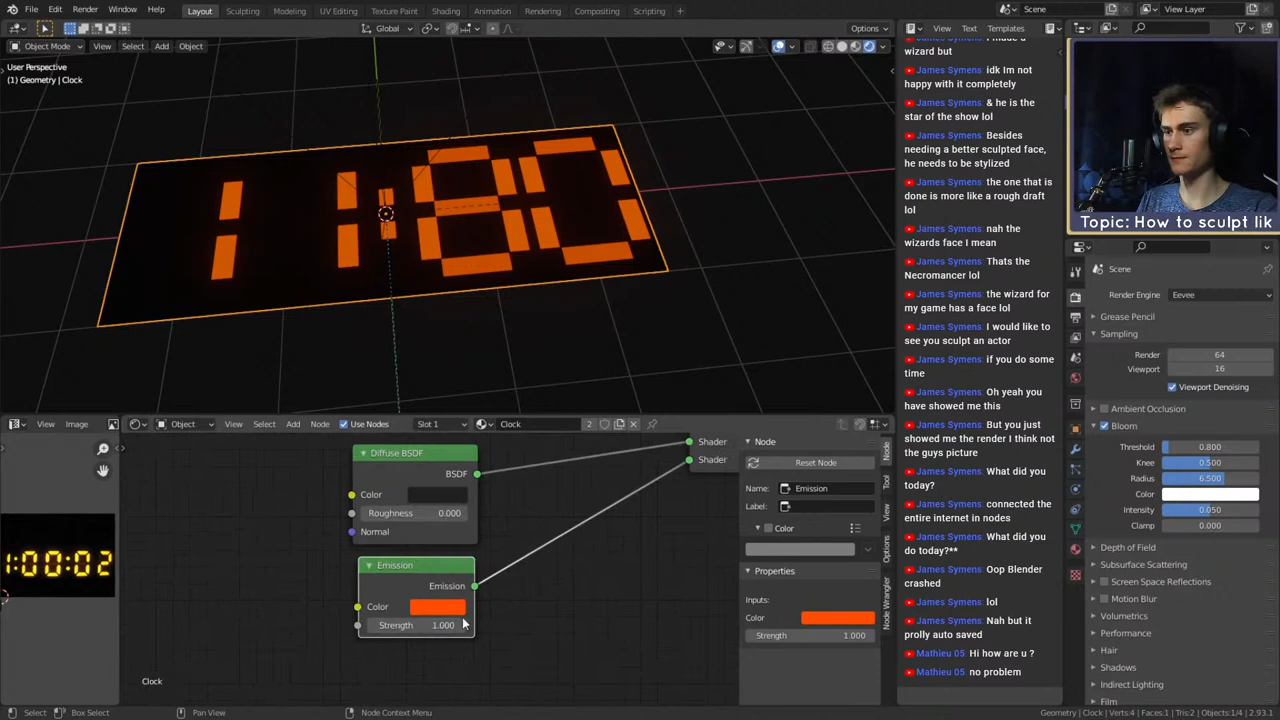 File Edit Render Window Help Layout Sculpting Modeling UV Editing Texture Paint Shading Animation Rendering Compositing Scripting + Scene View Layer
Global Options View Text Templates
Object Mode View Select Add Object
User Perspective
(1) Geometry | Clock
wizard but
James Symens idk Im not
happy with it completely
James Symens & he is the
star of the show lol
James Symens Besides
needing a better sculpted face,
he needs to be stylized
James Symens the one that is
done is more like a rough draft
lol
James Symens nah the
wizards face I mean
James Symens Thats the
Necromancer lol
James Symens the wizard for
my game has a face lol
James Symens I would like to
see you sculpt an actor
James Symens if you do some
time
James Symens Oh yeah you
have showed me this
James Symens But you just
showed me the render I think not
the guys picture
James Symens What did you
do today?
James Symens connected the
entire internet in nodes
James Symens What did you
do today?**
James Symens Oop Blender
crashed
James Symens lol
James Symens Nah but it
prolly auto saved
Mathieu 05 Hi how are u ?
Mathieu 05 no problem
Topic: How to sculpt lik
Scene
Render Engine Eevee
Grease Pencil
Sampling
Render 64
Viewport 16
Viewport Denoising
Ambient Occlusion
Bloom
Threshold 0.800
Knee 0.500
Radius 6.500
Color
Intensity 0.050
Clamp 0.000
Depth of Field
Subsurface Scattering
Screen Space Reflections
Motion Blur
Volumetrics
Performance
Hair
Shadows
Indirect Lighting
Film
View Image
Object View Select Add Node Use Nodes Slot 1 Clock 2
:00:02
Diffuse BSDF
BSDF
Color
Roughness 0.000
Normal
Emission
Emission
Color
Strength 1.000
Shader
Shader
Clock
Node
Reset Node
Name: Emission
Label:
Color
Properties
Inputs:
Color
Strength 1.000
Node
Tool
View
Options
Node Wrangler
Select Box Select Pan View Node Context Menu Geometry | Clock | Verts:4 | Faces:1 | Tris:2 | Objects:1/4 | 2.93.1